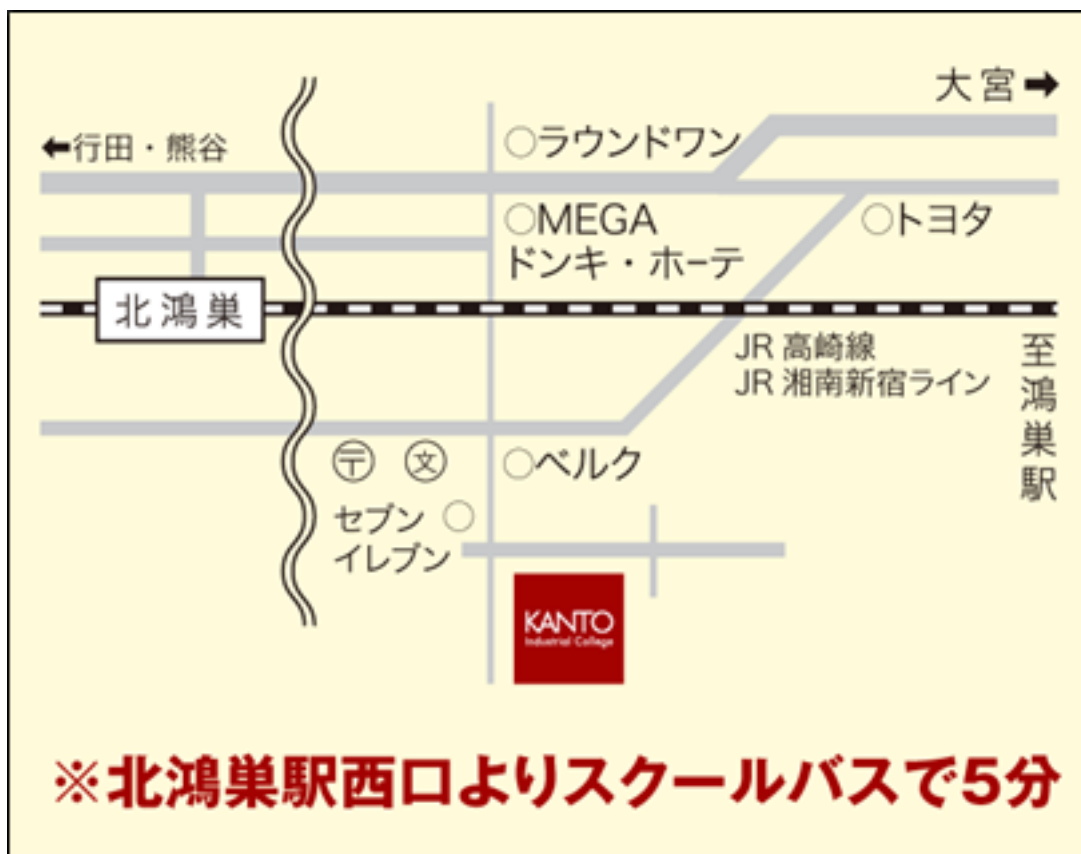 大宮➡
⬅行田・熊谷
○ラウンドワン
○MEGA
ドンキ・ホーテ
○トヨタ
北鴻巣
JR 高崎線
JR 湘南新宿ライン
至鴻巣駅
〒 文
○ベルク
セブン ○
イレブン
KANTO
Industrial College
※北鴻巣駅西口よりスクールバスで5分